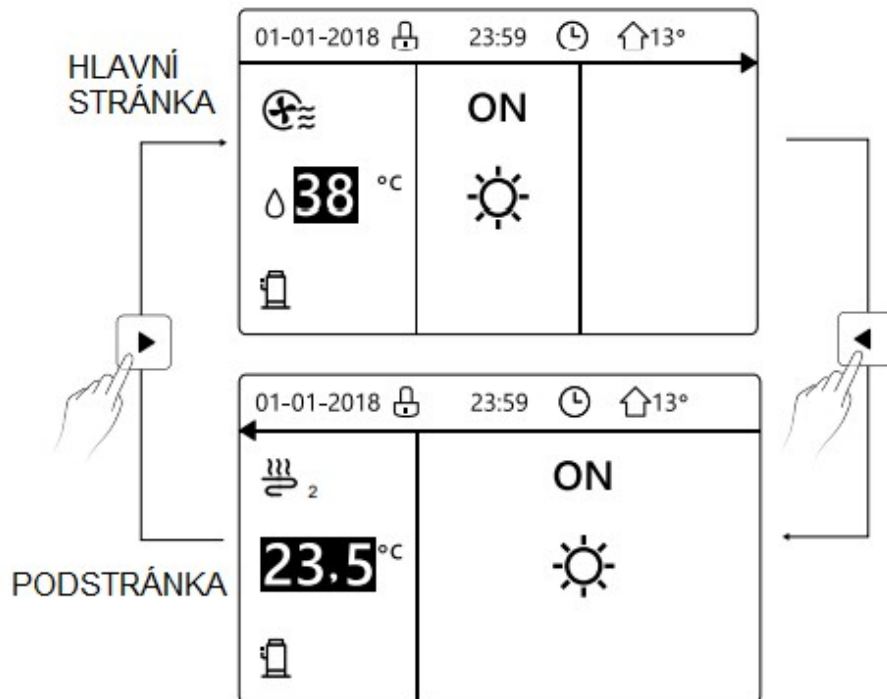 HLAVNÍ
STRÁNKA
01-01-2018 23:59 13°
ON
38 °C
01-01-2018 23:59 13°
2
ON
23,5 °C
PODSTRÁNKA